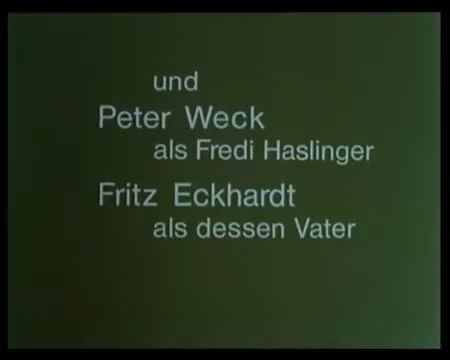 und
Peter Weck
als Fredi Haslinger
Fritz Eckhardt
als dessen Vater